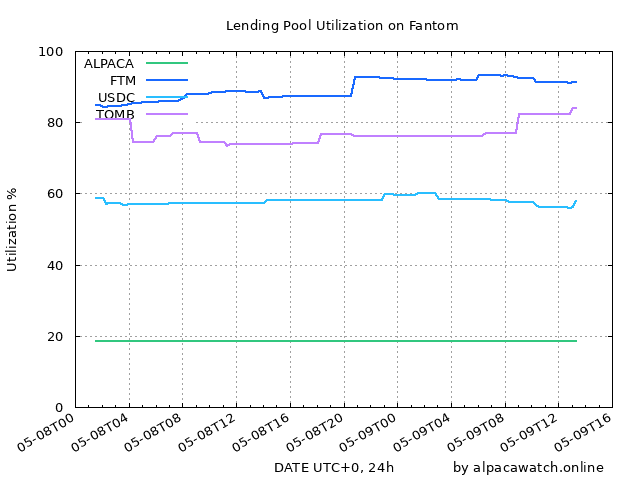 Lending Pool Utilization on Fantom
100
80
60
40
20
0
Utilization %
ALPACA
FTM
USDC
TOMB
05-08T00
05-08T04
05-08T08
05-08T12
05-08T16
05-08T20
05-09T00
05-09T04
05-09T08
05-09T12
05-09T16
DATE UTC+0, 24h by alpacawatch.online